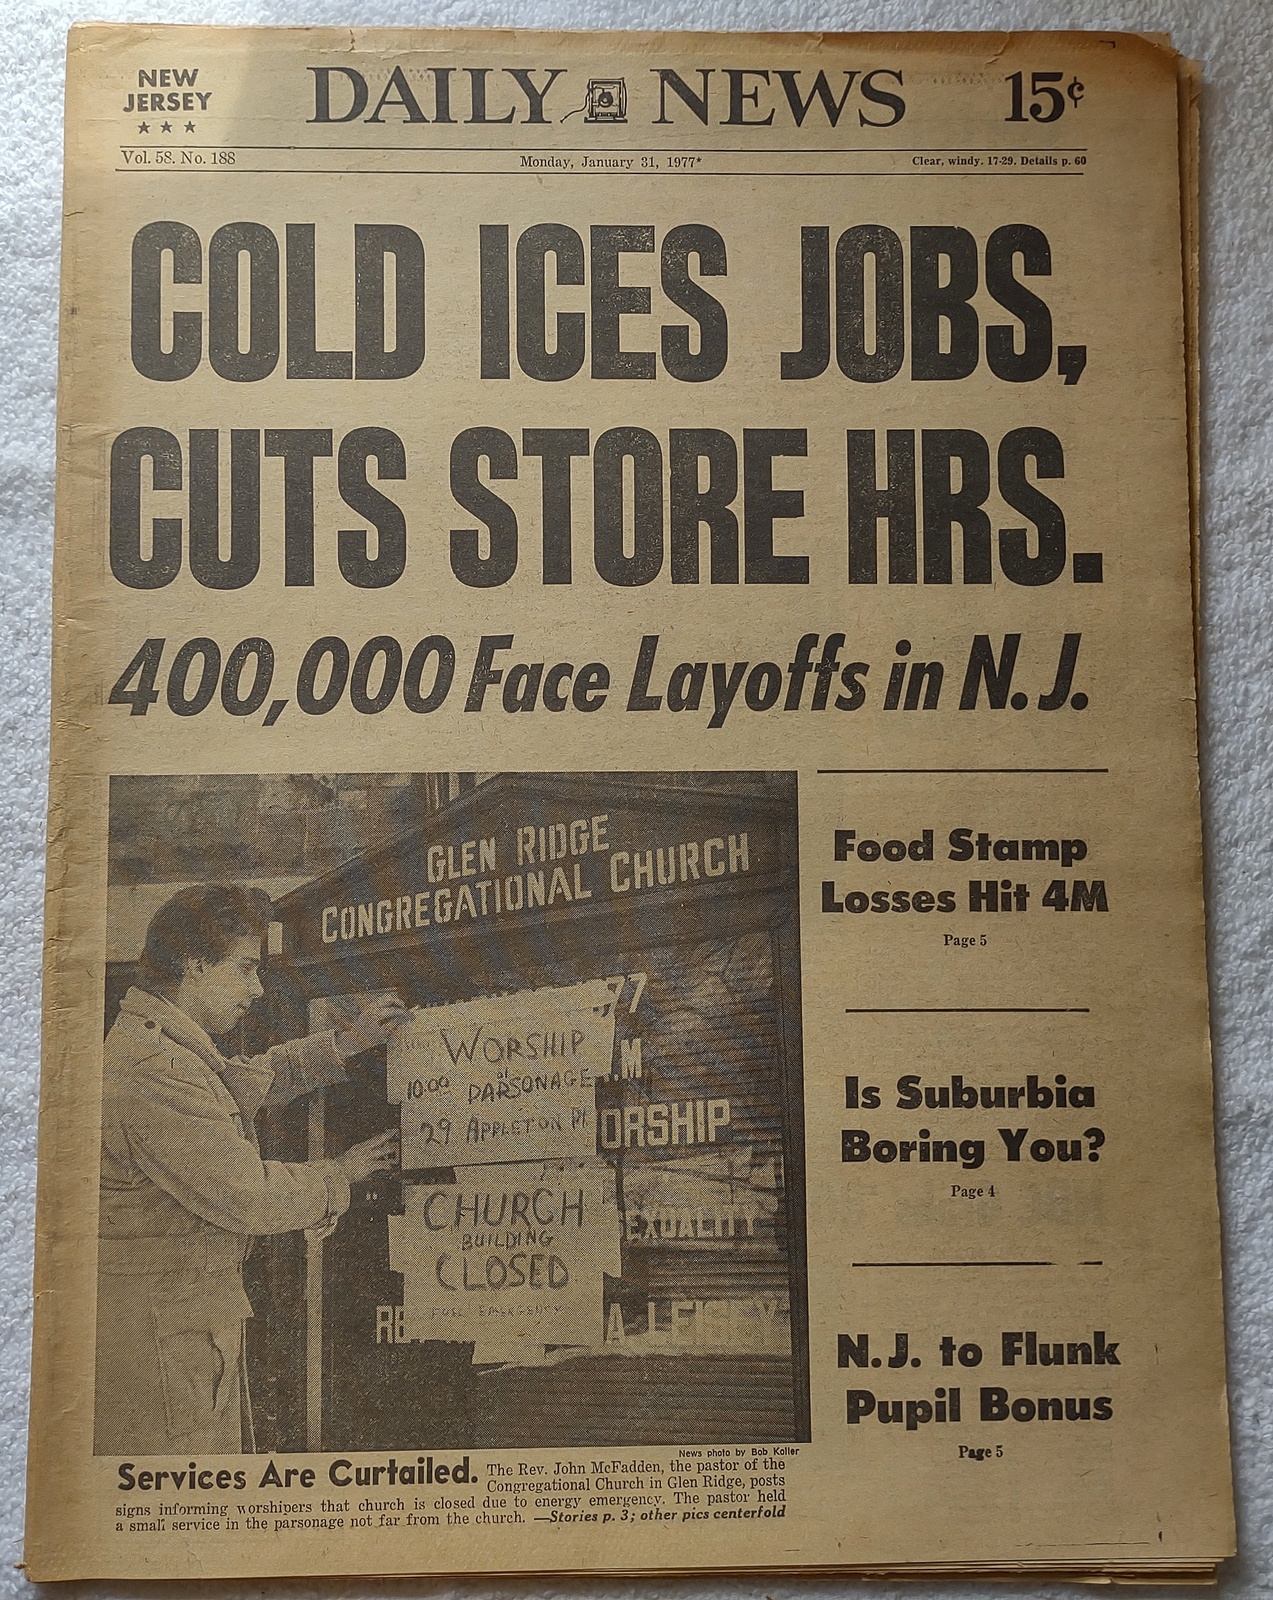 NEW
JERSEY
★ ★ ★
DAILY NEWS
15¢
Vol. 58. No. 188
Monday, January 31, 1977*
Clear, windy. 17-29. Details p. 60
COLD ICES JOBS,
CUTS STORE HRS.
400,000 Face Layoffs in N.J.
GLEN RIDGE
CONGREGATIONAL CHURCH
77
WORSHIP
.M
10:00 at PARSONAGE
29 APPLETON Pl.
ORSHIP
CHURCH
BUILDING
CLOSED
FUEL EMERGENCY
SEXUALITY
RE
A. LEISEY
News photo by Bob Koller
Services Are Curtailed. The Rev. John McFadden, the pastor of the
Congregational Church in Glen Ridge, posts
signs informing worshipers that church is closed due to energy emergency. The pastor held
a small service in the parsonage not far from the church. —Stories p. 3; other pics centerfold
Food Stamp
Losses Hit 4M
Page 5
Is Suburbia
Boring You?
Page 4
N.J. to Flunk
Pupil Bonus
Page 5